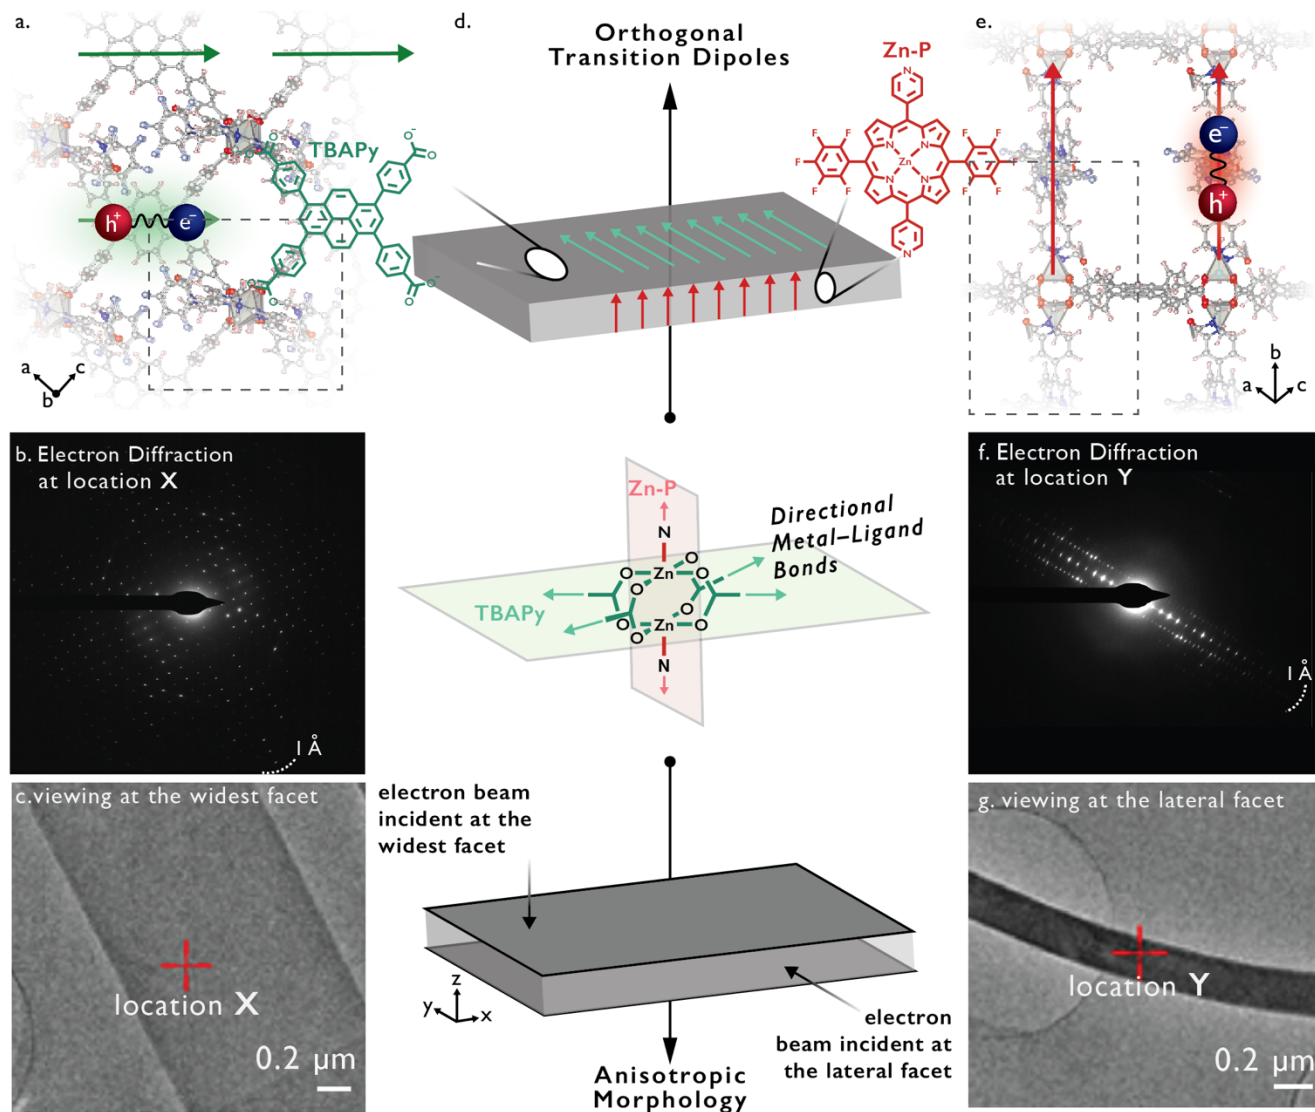 a.
TBAPy
O
O⁻
O
O⁻
O
O⁻
O
O⁻
h⁺
e⁻
a
c
b
d.
Orthogonal
Transition Dipoles
Zn-P
N
F
F
F
F
F
N
N
Zn
N
N
F
F
F
F
F
N
e.
e⁻
h⁺
b
a
c
b. Electron Diffraction
at location X
1 Å
Zn-P
N
O
O
Zn
O
O
O
O
Zn
O
O
N
TBAPy
Directional
Metal–Ligand
Bonds
f. Electron Diffraction
at location Y
1 Å
c.viewing at the widest facet
location X
0.2 µm
electron beam
incident at the
widest facet
z
y
x
electron
beam incident at
the lateral facet
Anisotropic
Morphology
g. viewing at the lateral facet
location Y
0.2 µm